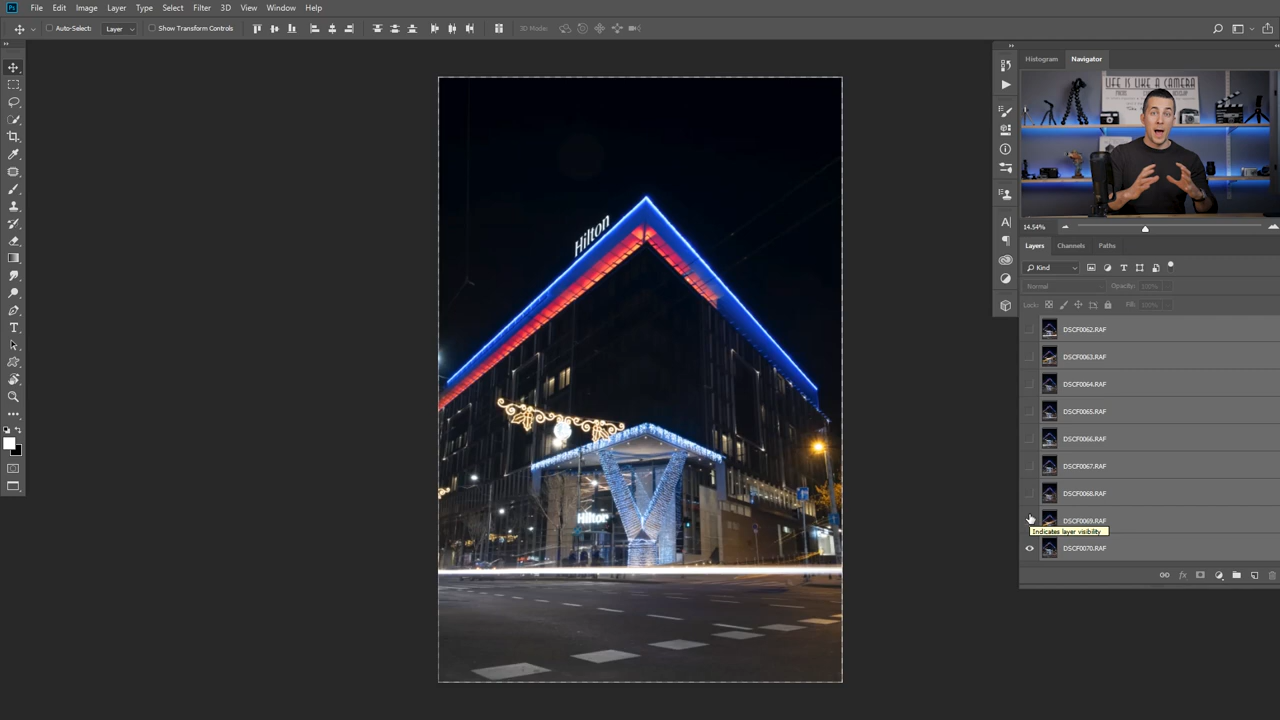 Ps File Edit Image Layer Type Select Filter 3D View Window Help
Auto-Select: Layer Show Transform Controls 3D Mode:
Histogram Navigator
LIFE IS LIKE A CAMERA
14.54%
Layers Channels Paths
Kind
Normal Opacity: 100%
Lock: Fill: 100%
DSCF0062.RAF
DSCF0063.RAF
DSCF0064.RAF
DSCF0065.RAF
DSCF0066.RAF
DSCF0067.RAF
DSCF0068.RAF
DSCF0069.RAF
Indicates layer visibility
DSCF0070.RAF
Hilton
Hilton